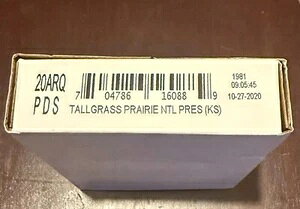 20ARQ
PDS
7 04786 16088 9
TALLGRASS PRAIRIE NTL PRES (KS)
1981
09:05:45
10-27-2020